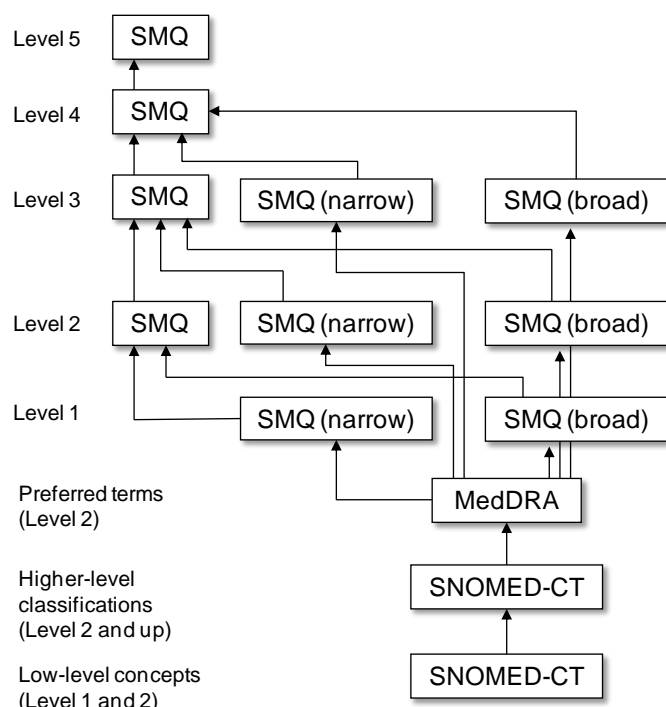 Level 5
SMQ
Level 4
SMQ
Level 3
SMQ
SMQ (narrow)
SMQ (broad)
Level 2
SMQ
SMQ (narrow)
SMQ (broad)
Level 1
SMQ (narrow)
SMQ (broad)
Preferred terms
(Level 2)
MedDRA
Higher-level
classifications
(Level 2 and up)
SNOMED-CT
Low-level concepts
(Level 1 and 2)
SNOMED-CT